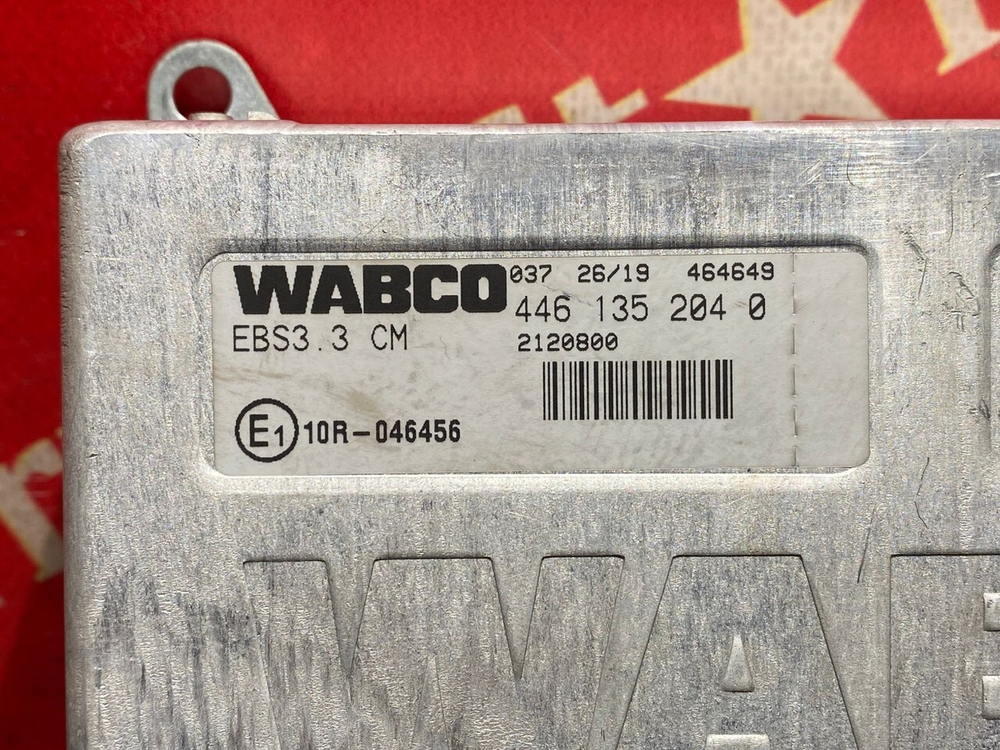 WABCO 037 26/19 464649
446 135 204 0
EBS3.3 CM 2120800
E1 10R-046456